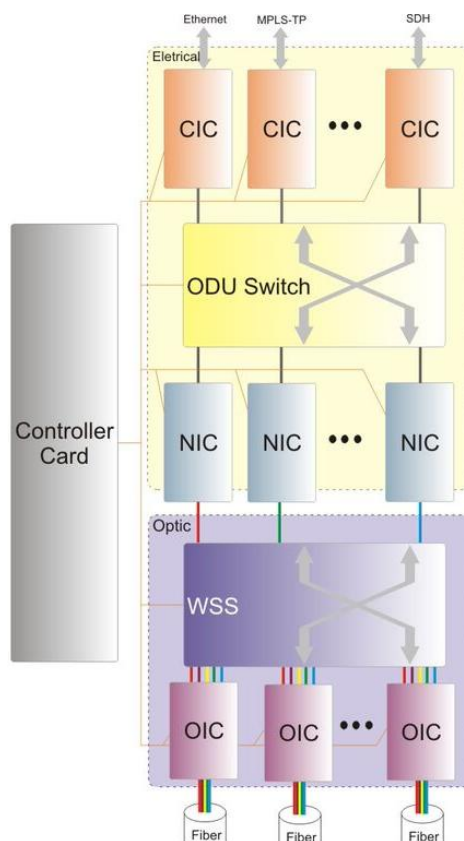 Ethernet
MPLS-TP
SDH
Eletrical
CIC
CIC
CIC
ODU Switch
NIC
NIC
NIC
Controller
Card
Optic
WSS
OIC
OIC
OIC
Fiber
Fiber
Fiber